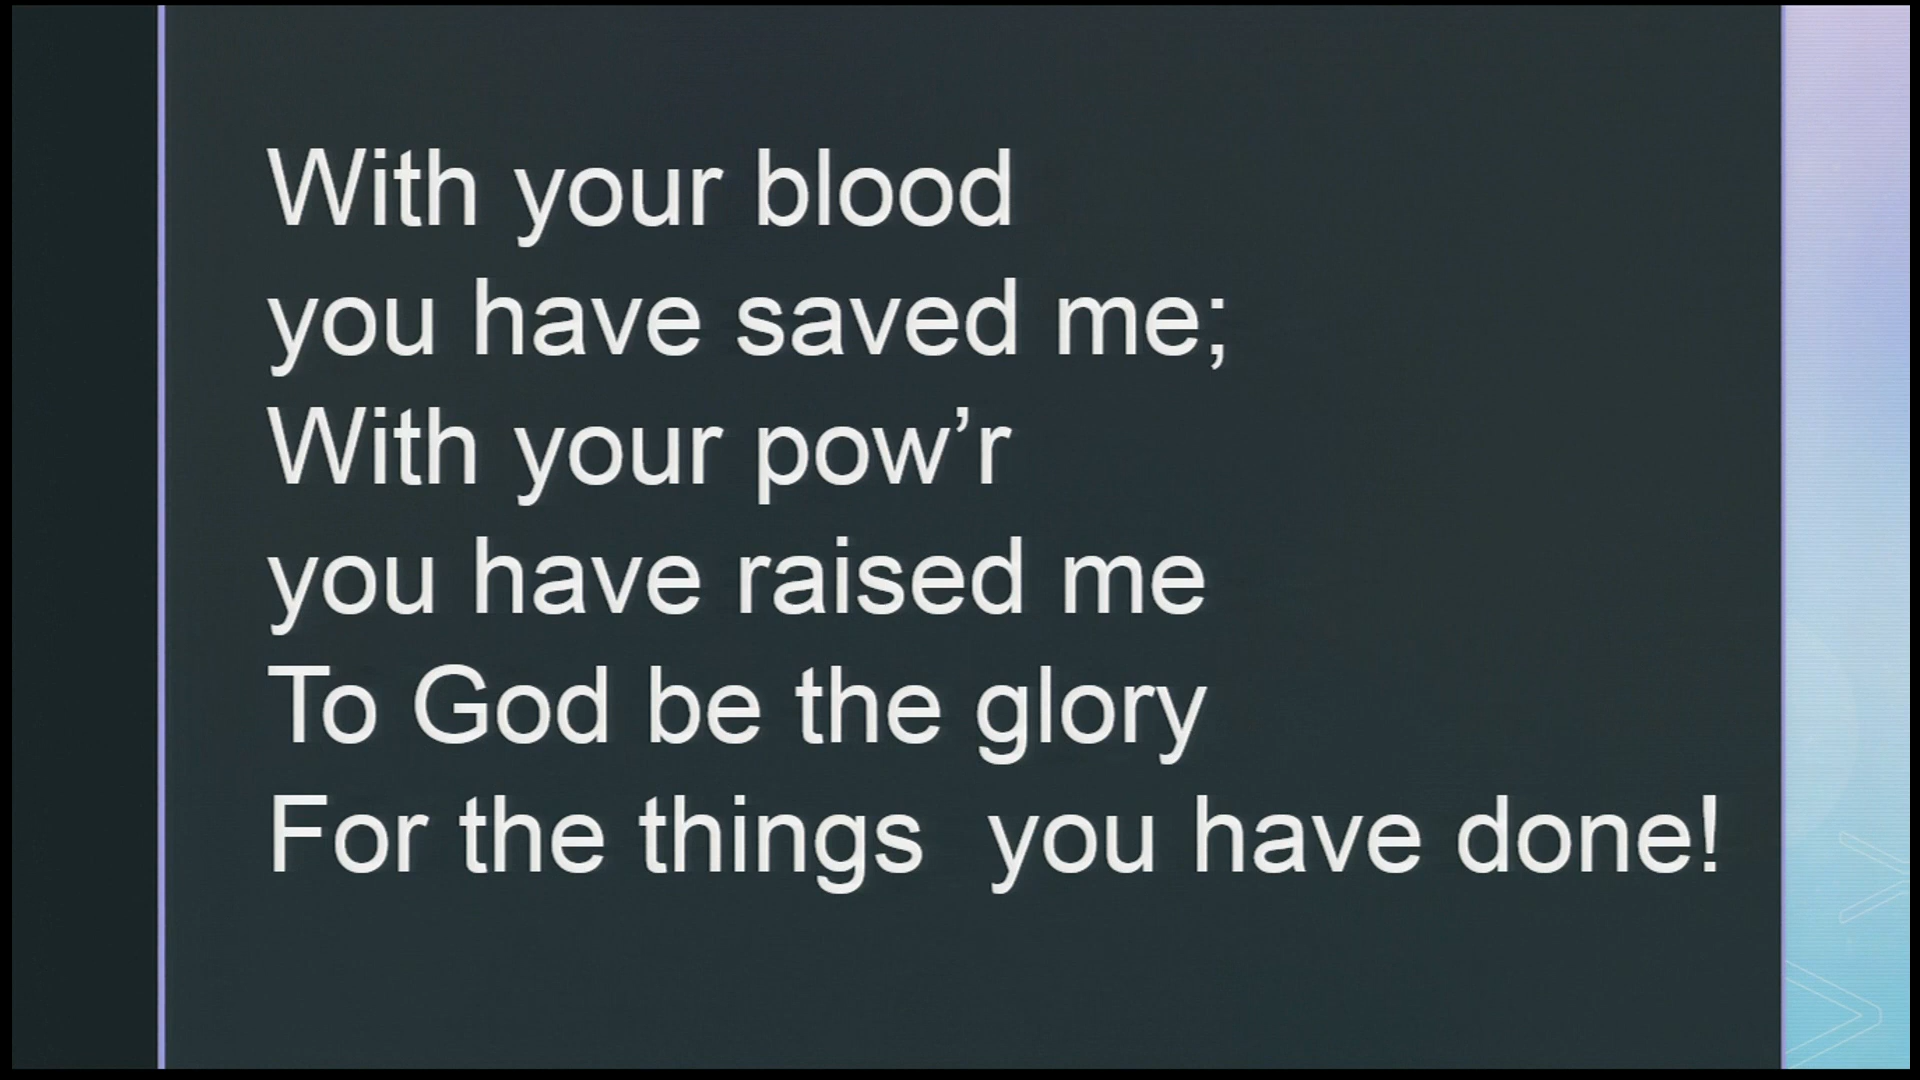 With your blood
you have saved me;
With your pow’r
you have raised me
To God be the glory
For the things  you have done!